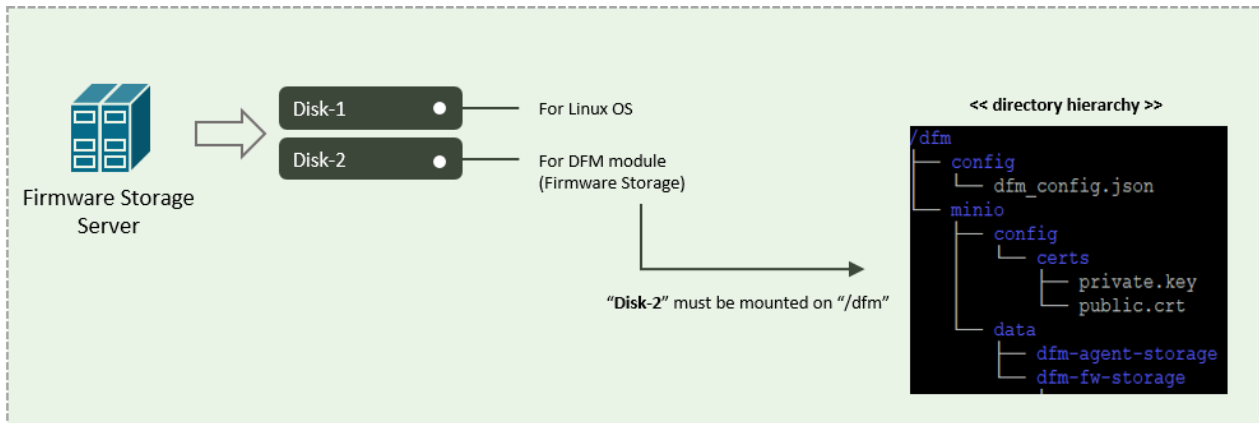 Firmware Storage
Server
Disk-1
Disk-2
For Linux OS
For DFM module
(Firmware Storage)
“Disk-2” must be mounted on “/dfm”
<< directory hierarchy >>
/dfm
├── config
│   └── dfm_config.json
└── minio
    ├── config
    │   └── certs
    │       ├── private.key
    │       └── public.crt
    └── data
        ├── dfm-agent-storage
        └── dfm-fw-storage